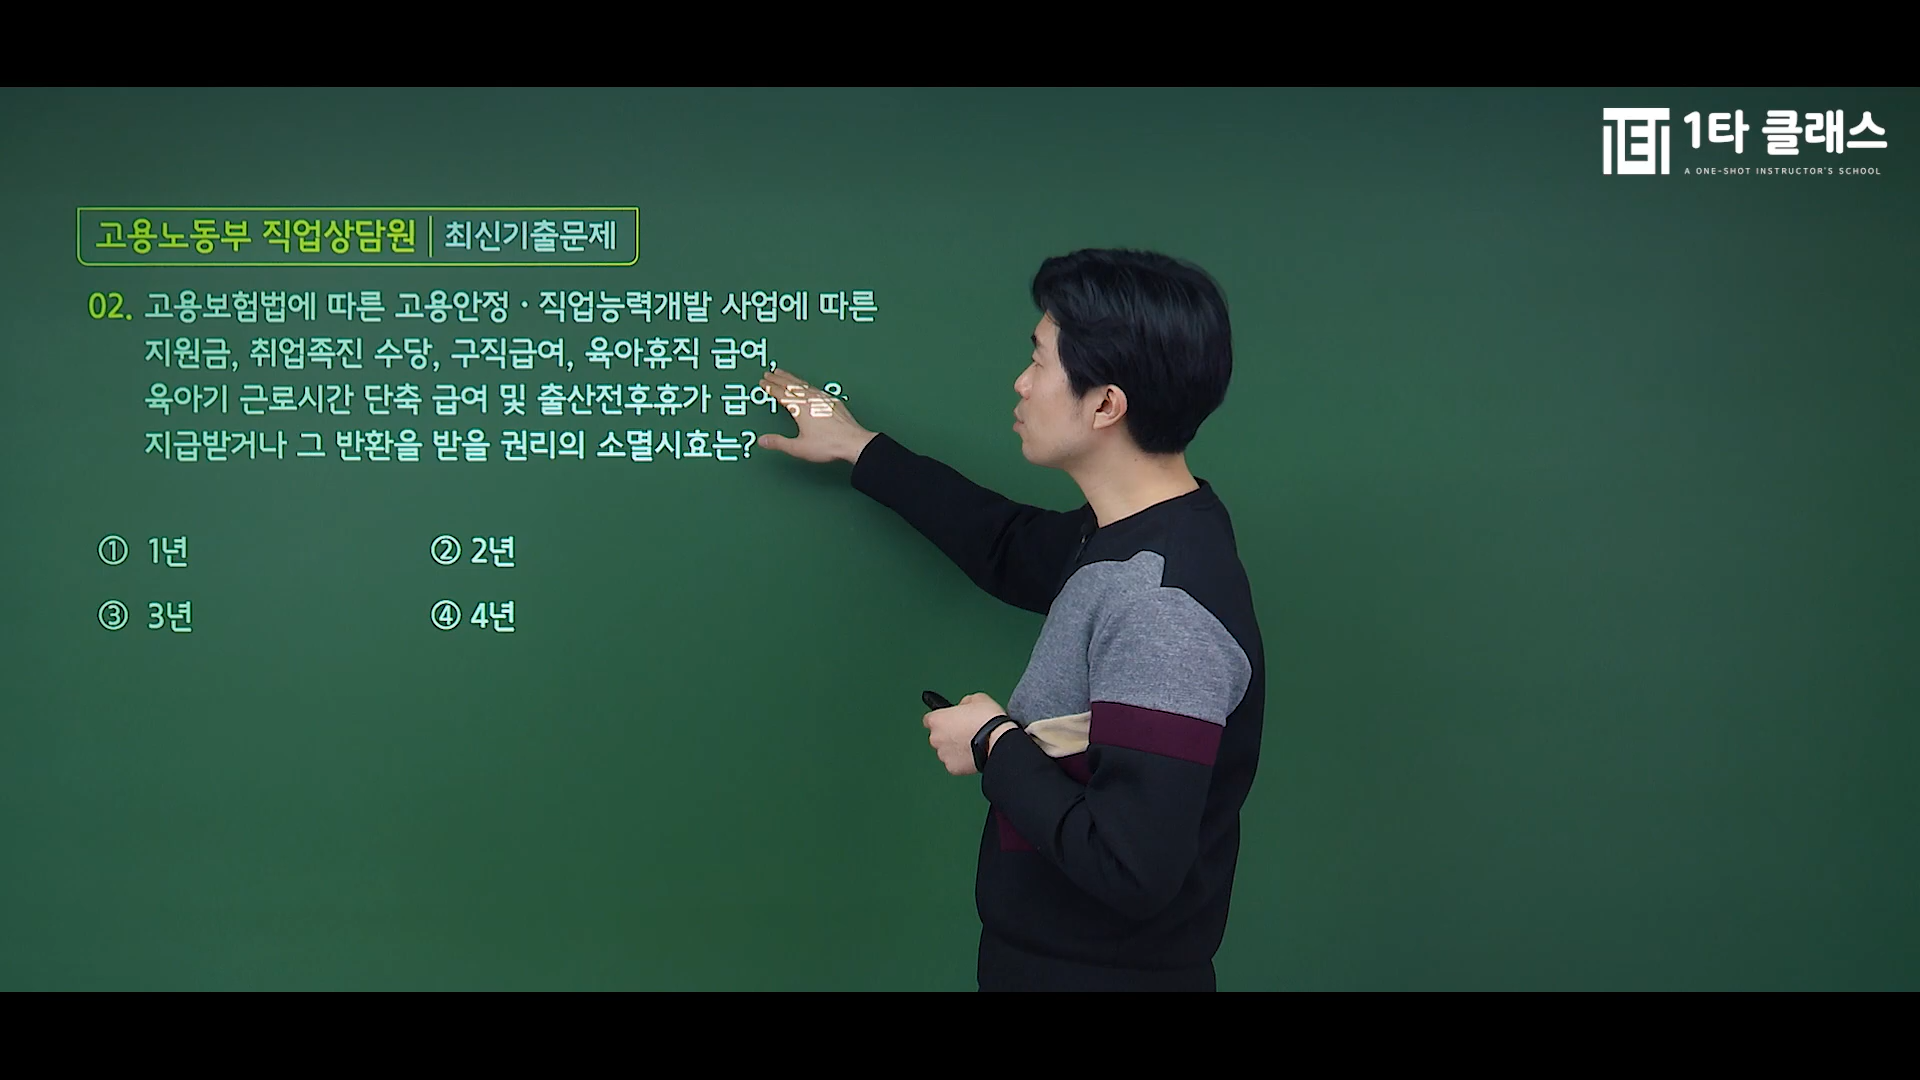 1타 클래스
A ONE-SHOT INSTRUCTOR'S SCHOOL
고용노동부 직업상담원 | 최신기출문제
02. 고용보험법에 따른 고용안정 · 직업능력개발 사업에 따른
지원금, 취업촉진 수당, 구직급여, 육아휴직 급여,
육아기 근로시간 단축 급여 및 출산전후휴가 급여등을
지급받거나 그 반환을 받을 권리의 소멸시효는?
① 1년 ② 2년
③ 3년 ④ 4년